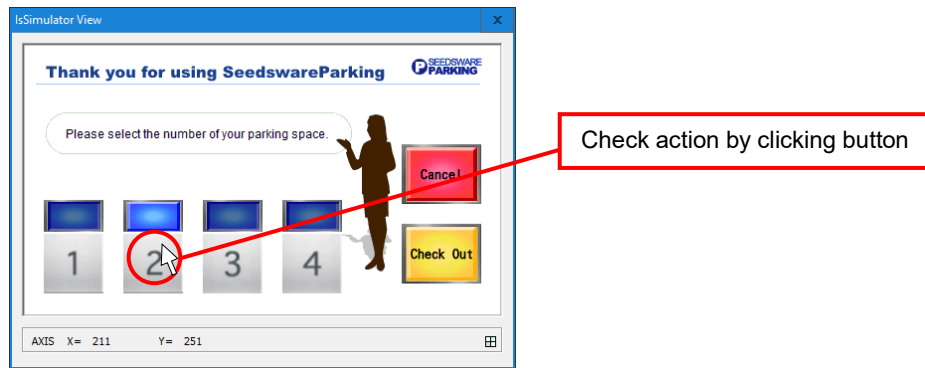 IsSimulator View
x
Thank you for using SeedswareParking
SEEDSWARE
PARKING
Please select the number of your parking space.
Cancel
Check action by clicking button
1
2
3
4
Check Out
AXIS X= 211 Y= 251